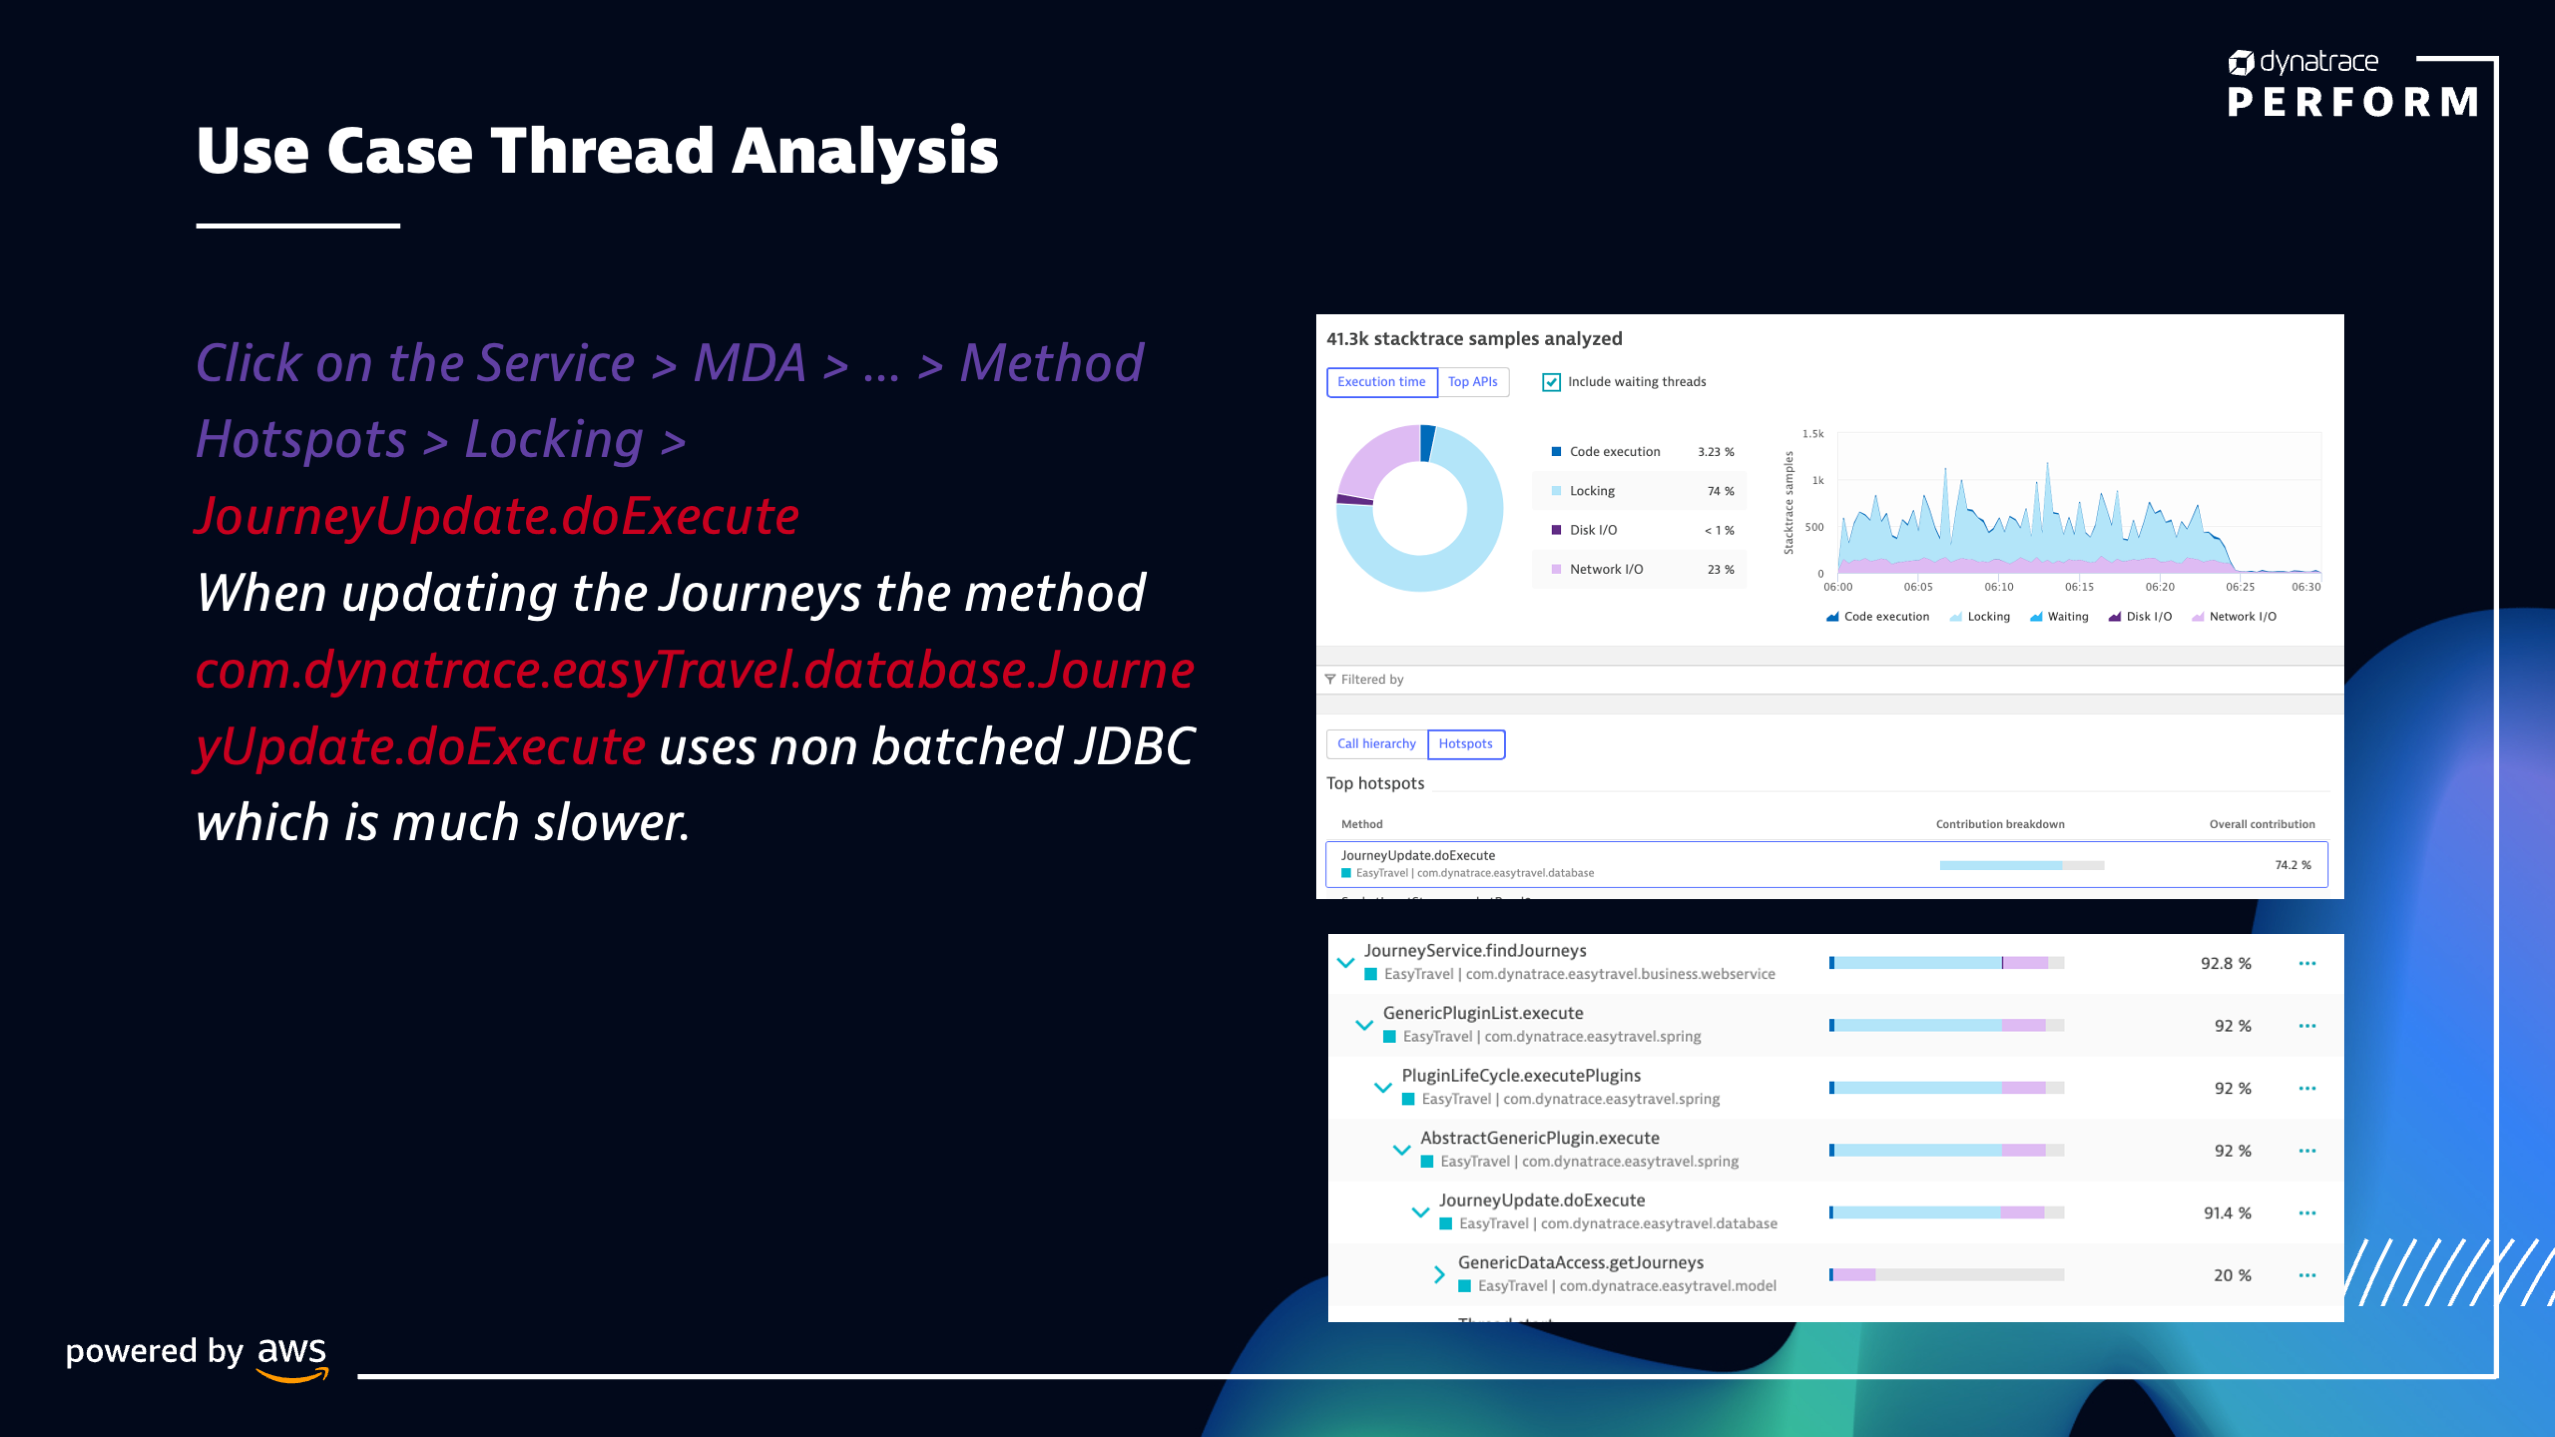 dynatrace
PERFORM
Use Case Thread Analysis
Click on the Service > MDA > ... > Method
Hotspots > Locking >
JourneyUpdate.doExecute
When updating the Journeys the method
com.dynatrace.easyTravel.database.Journe
yUpdate.doExecute uses non batched JDBC
which is much slower.
41.3k stacktrace samples analyzed
Execution time Top APIs Include waiting threads
Code execution 3.23 %
Locking 74 %
Disk I/O < 1 %
Network I/O 23 %
Stacktrace samples
1.5k
1k
500
0
06:00 06:05 06:10 06:15 06:20 06:25 06:30
Code execution Locking Waiting Disk I/O Network I/O
Filtered by
Call hierarchy Hotspots
Top hotspots
Method Contribution breakdown Overall contribution
JourneyUpdate.doExecute 74.2 %
EasyTravel | com.dynatrace.easytravel.database
JourneyService.findJourneys 92.8 % ...
EasyTravel | com.dynatrace.easytravel.business.webservice
GenericPluginList.execute 92 % ...
EasyTravel | com.dynatrace.easytravel.spring
PluginLifeCycle.executePlugins 92 % ...
EasyTravel | com.dynatrace.easytravel.spring
AbstractGenericPlugin.execute 92 % ...
EasyTravel | com.dynatrace.easytravel.spring
JourneyUpdate.doExecute 91.4 % ...
EasyTravel | com.dynatrace.easytravel.database
GenericDataAccess.getJourneys 20 % ...
EasyTravel | com.dynatrace.easytravel.model
powered by aws